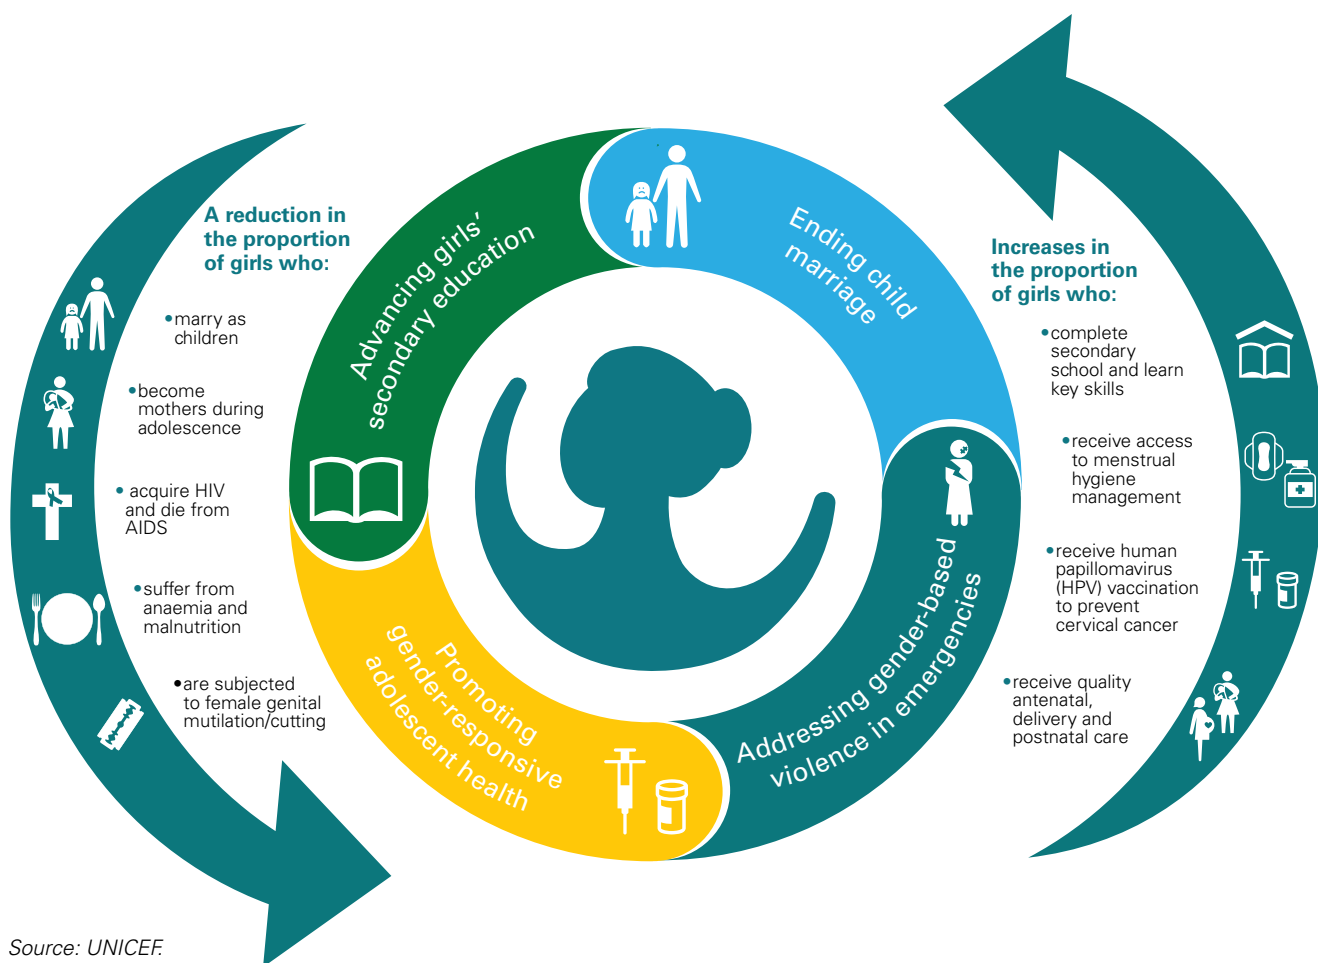 A reduction in
the proportion
of girls who:
•marry as
children
•become
mothers during
adolescence
• acquire HIV
and die from
AIDS
•suffer from
anaemia and
malnutrition
•are subjected
to female genital
mutilation/cutting
Advancing girls’
secondary education
Ending child
marriage
Promoting
gender-responsive
adolescent health
Addressing gender-based
violence in emergencies
Increases in
the proportion
of girls who:
•complete
secondary
school and learn
key skills
•receive access
to menstrual
hygiene
management
•receive human
papillomavirus
(HPV) vaccination
to prevent
cervical cancer
•receive quality
antenatal,
delivery and
postnatal care
Source: UNICEF.